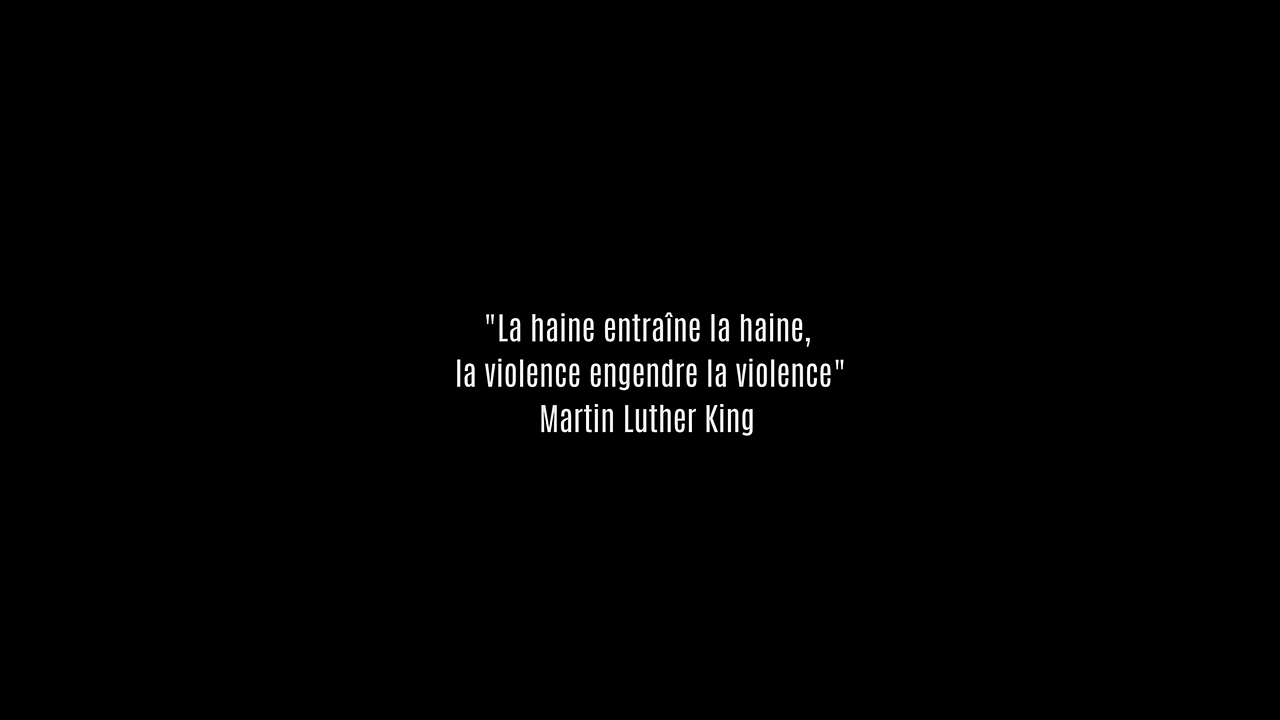 "La haine entraîne la haine,
la violence engendre la violence"
Martin Luther King